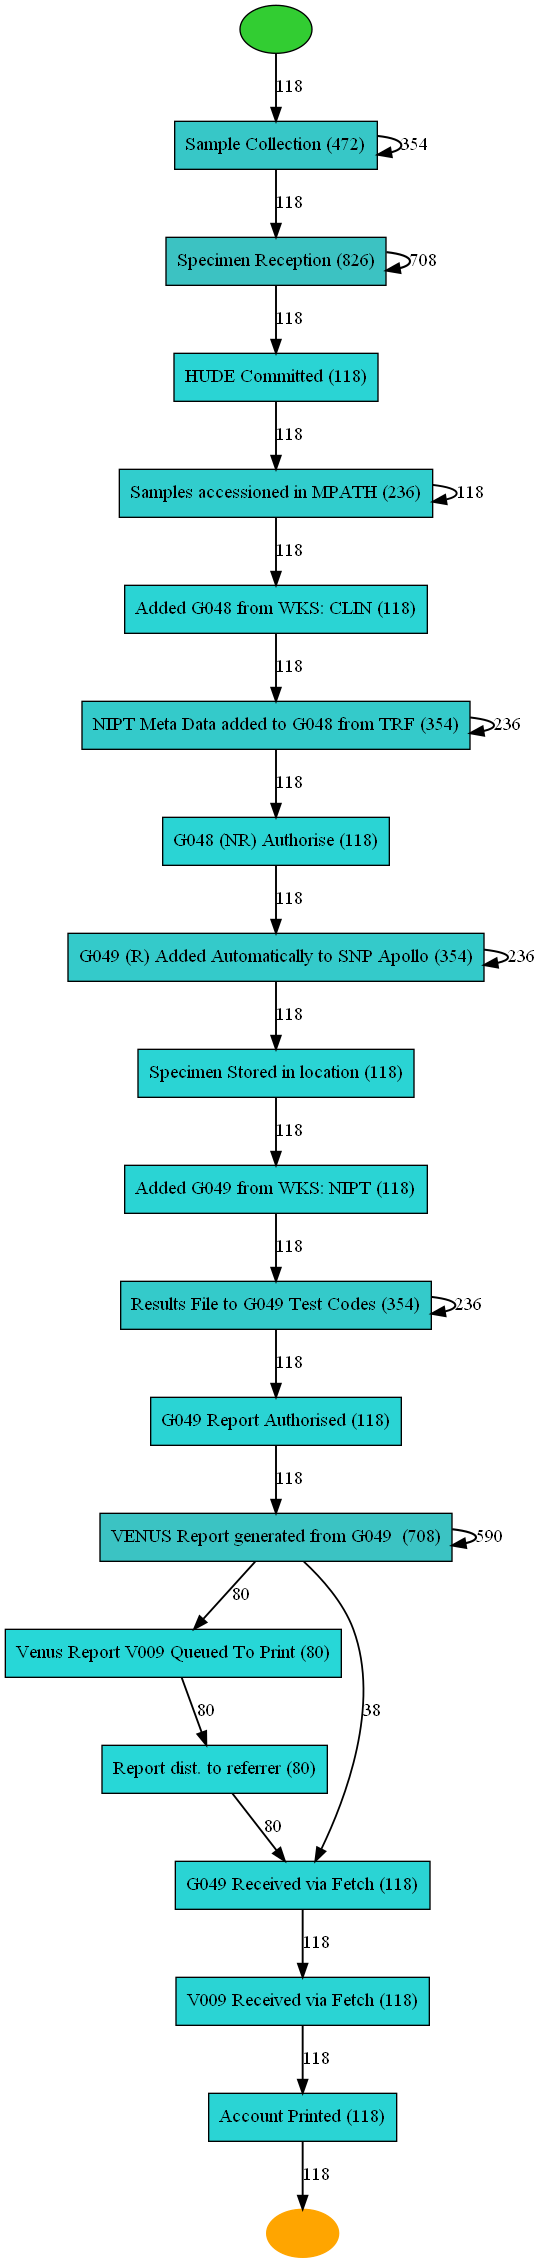 118
Sample Collection (472)
354
118
Specimen Reception (826)
708
118
HUDE Committed (118)
118
Samples accessioned in MPATH (236)
118
118
Added G048 from WKS: CLIN (118)
118
NIPT Meta Data added to G048 from TRF (354)
236
118
G048 (NR) Authorise (118)
118
G049 (R) Added Automatically to SNP Apollo (354)
236
118
Specimen Stored in location (118)
118
Added G049 from WKS: NIPT (118)
118
Results File to G049 Test Codes (354)
236
118
G049 Report Authorised (118)
118
VENUS Report generated from G049  (708)
590
80
Venus Report V009 Queued To Print (80)
80
38
Report dist. to referrer (80)
80
G049 Received via Fetch (118)
118
V009 Received via Fetch (118)
118
Account Printed (118)
118